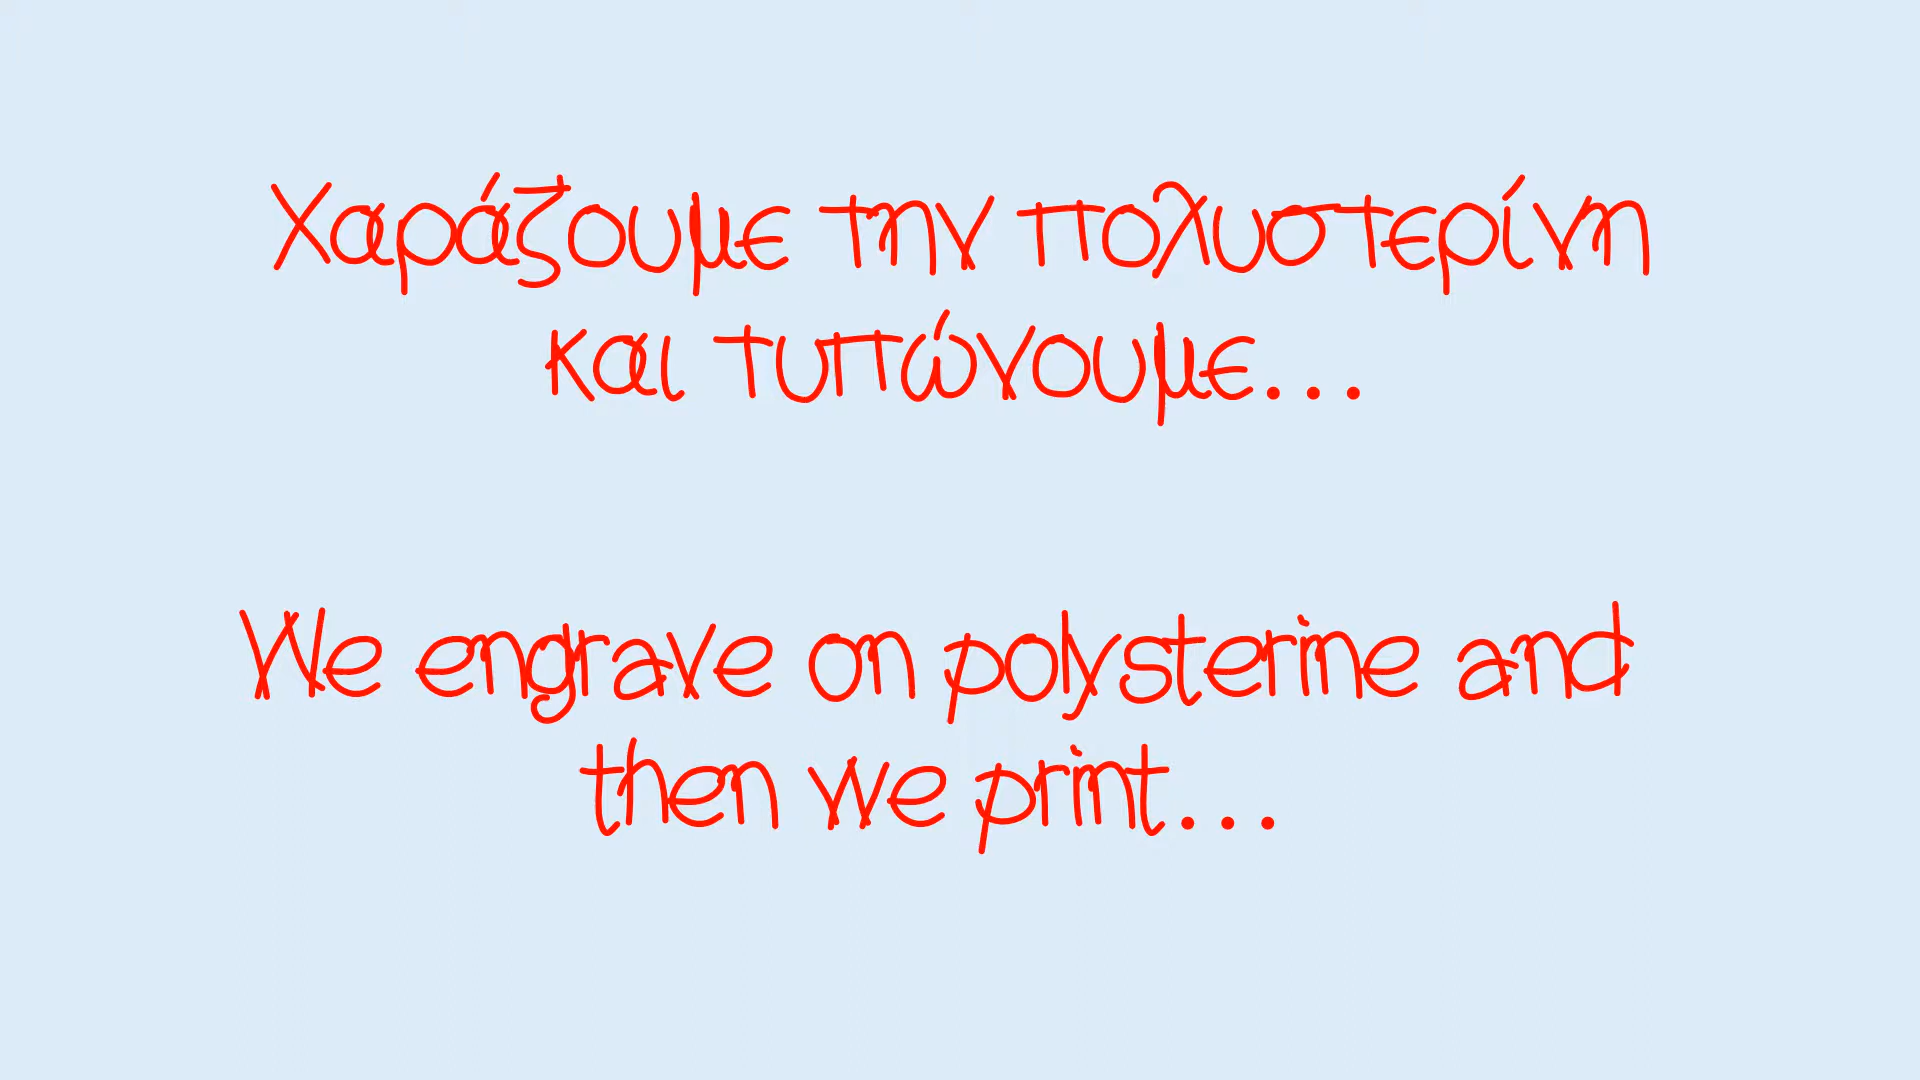 Χαράζουμε την πολυστερίνη
και τυπώνουμε...
We engrave on polysterine and
then we print...